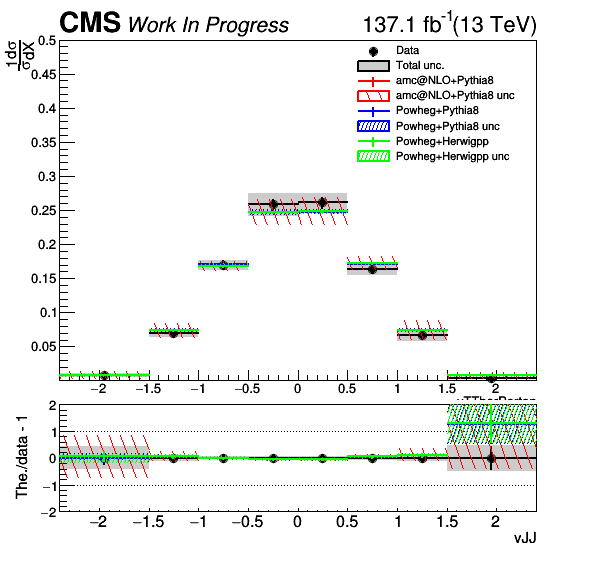 CMS Work In Progress 137.1 fb-1(13 TeV)
1 dσ
σ dX
0.5
0.45
0.4
0.35
0.3
0.25
0.2
0.15
0.1
0.05
Data
Total unc.
amc@NLO+Pythia8
amc@NLO+Pythia8 unc
Powheg+Pythia8
Powheg+Pythia8 unc
Powheg+Herwigpp
Powheg+Herwigpp unc
−2 −1.5 −1 −0.5 0 0.5 1 1.5 2
The./data - 1
2
1
0
−1
−2
−2 −1.5 −1 −0.5 0 0.5 1 1.5 2
yJJ